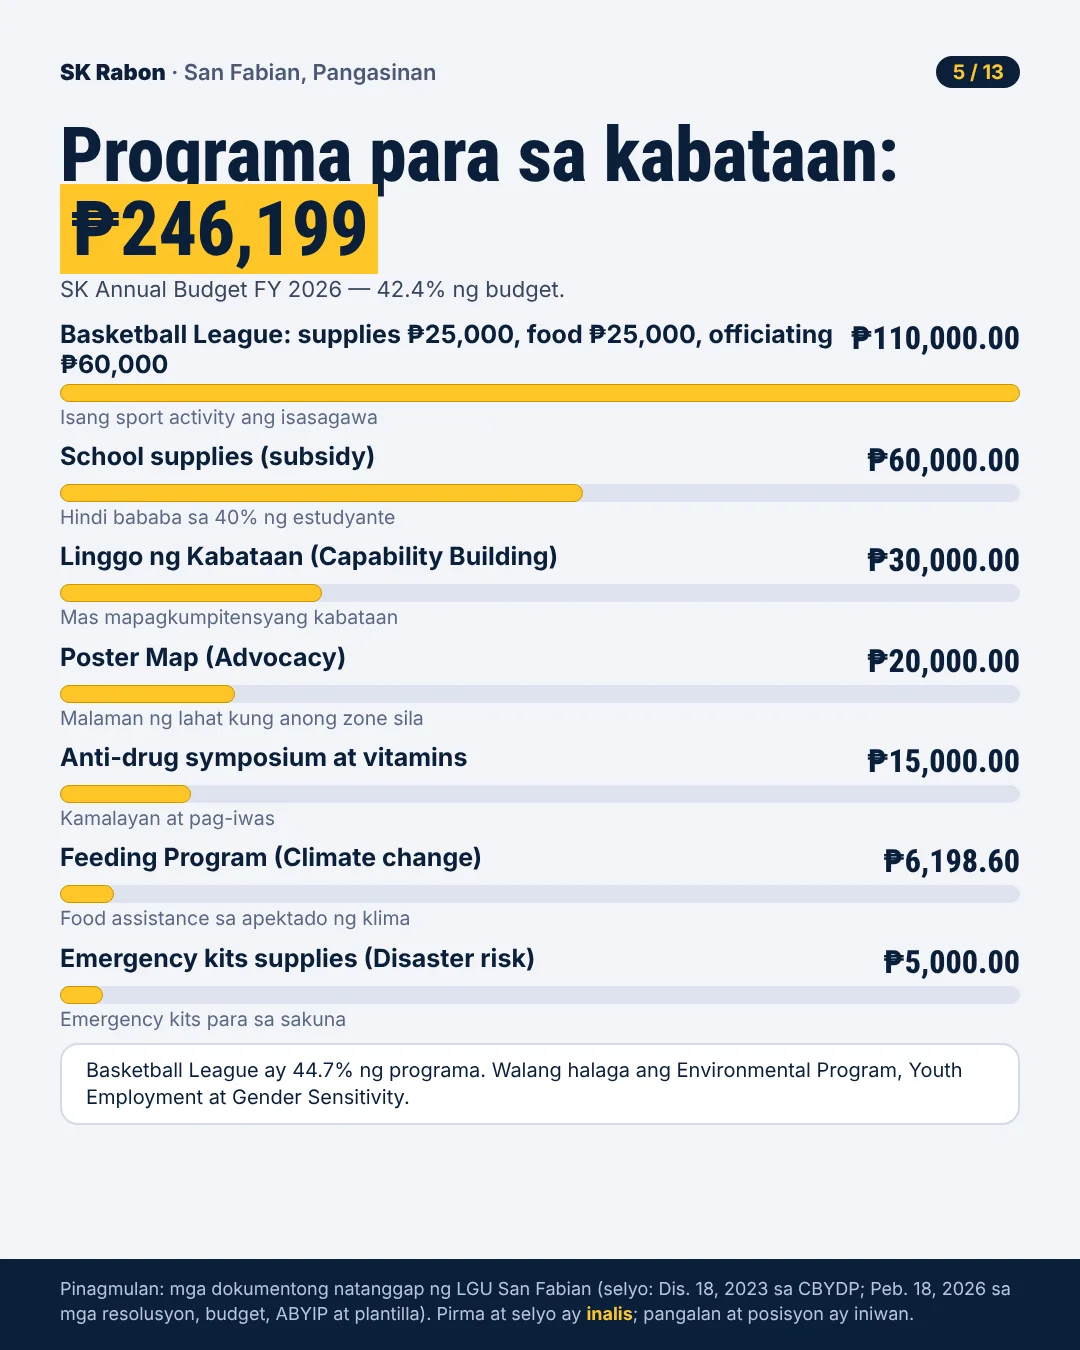 SK Rabon · San Fabian, Pangasinan
5 / 13
Programa para sa kabataan:
₱246,199
SK Annual Budget FY 2026 — 42.4% ng budget.
Basketball League: supplies ₱25,000, food ₱25,000, officiating
₱60,000
₱110,000.00
Isang sport activity ang isasagawa
School supplies (subsidy)
₱60,000.00
Hindi bababa sa 40% ng estudyante
Linggo ng Kabataan (Capability Building)
₱30,000.00
Mas mapagkumpitensyang kabataan
Poster Map (Advocacy)
₱20,000.00
Malaman ng lahat kung anong zone sila
Anti-drug symposium at vitamins
₱15,000.00
Kamalayan at pag-iwas
Feeding Program (Climate change)
₱6,198.60
Food assistance sa apektado ng klima
Emergency kits supplies (Disaster risk)
₱5,000.00
Emergency kits para sa sakuna
Basketball League ay 44.7% ng programa. Walang halaga ang Environmental Program, Youth
Employment at Gender Sensitivity.
Pinagmulan: mga dokumentong natanggap ng LGU San Fabian (selyo: Dis. 18, 2023 sa CBYDP; Peb. 18, 2026 sa
mga resolusyon, budget, ABYIP at plantilla). Pirma at selyo ay inalis; pangalan at posisyon ay iniwan.